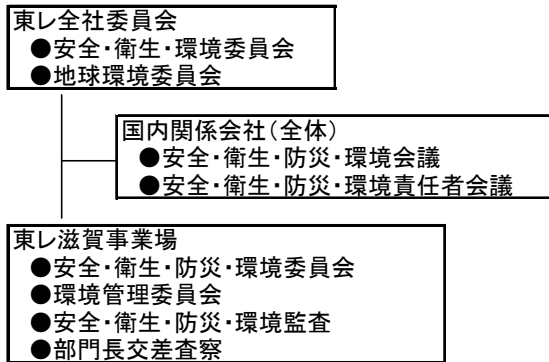 東レ全社委員会
●安全・衛生・環境委員会
●地球環境委員会
国内関係会社(全体)
●安全・衛生・防災・環境会議
●安全・衛生・防災・環境責任者会議
東レ滋賀事業場
●安全・衛生・防災・環境委員会
●環境管理委員会
●安全・衛生・防災・環境監査
●部門長交差査察